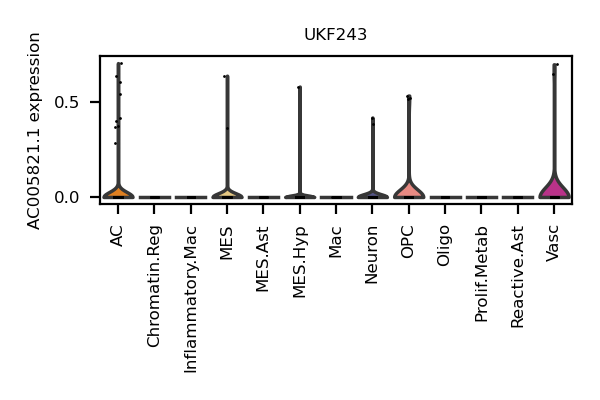 UKF243
AC005821.1 expression
0.5
0.0
AC
Chromatin.Reg
Inflammatory.Mac
MES
MES.Ast
MES.Hyp
Mac
Neuron
OPC
Oligo
Prolif.Metab
Reactive.Ast
Vasc